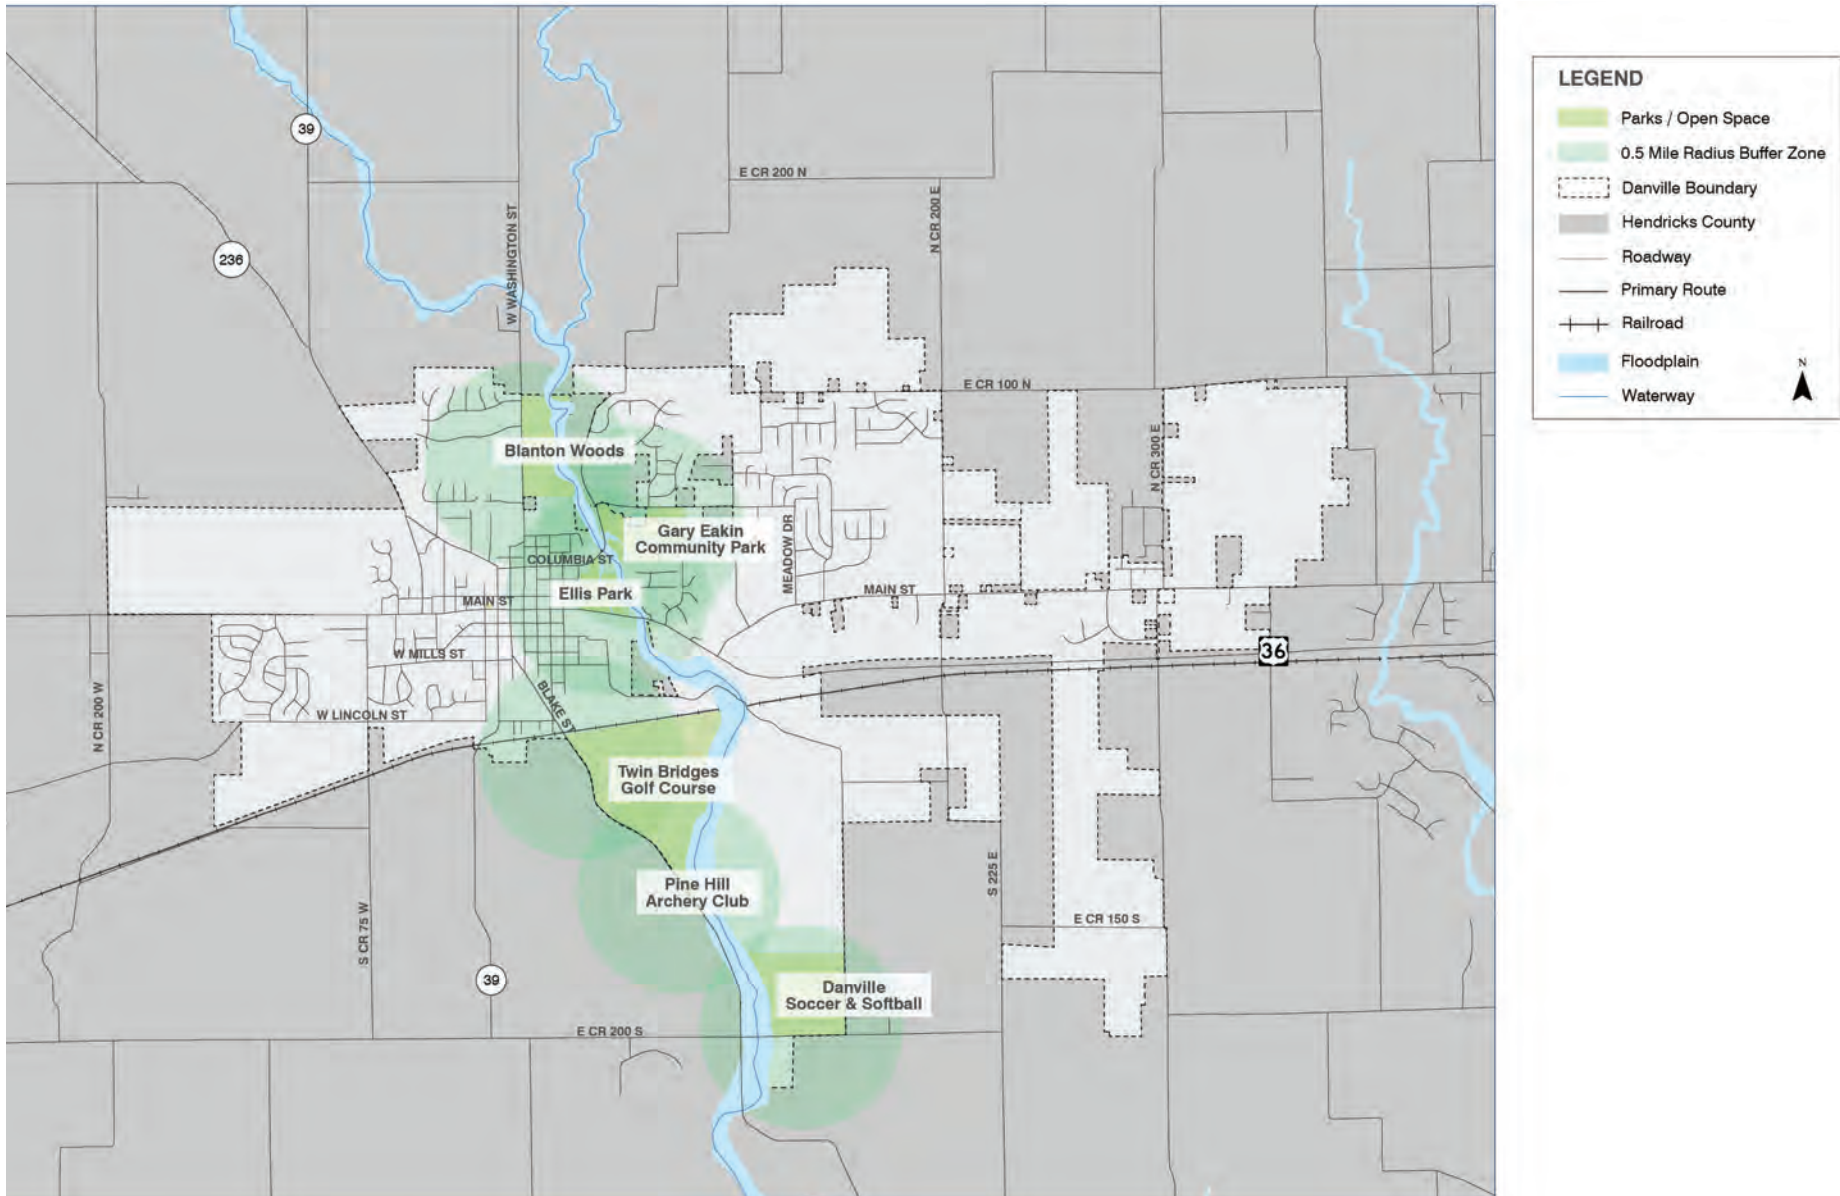 39
236
W WASHINGTON ST
E CR 200 N
N CR 200 E
E CR 100 N
N CR 300 E
Blanton Woods
Gary Eakin
Community Park
MEADOW DR
COLUMBIA ST
Ellis Park
MAIN ST
MAIN ST
W MILLS ST
36
BLAKE ST
W LINCOLN ST
N CR 200 W
Twin Bridges
Golf Course
Pine Hill
Archery Club
S 225 E
S CR 75 W
E CR 150 S
39
Danville
Soccer & Softball
E CR 200 S
LEGEND
Parks / Open Space
0.5 Mile Radius Buffer Zone
Danville Boundary
Hendricks County
Roadway
Primary Route
Railroad
Floodplain
Waterway
N